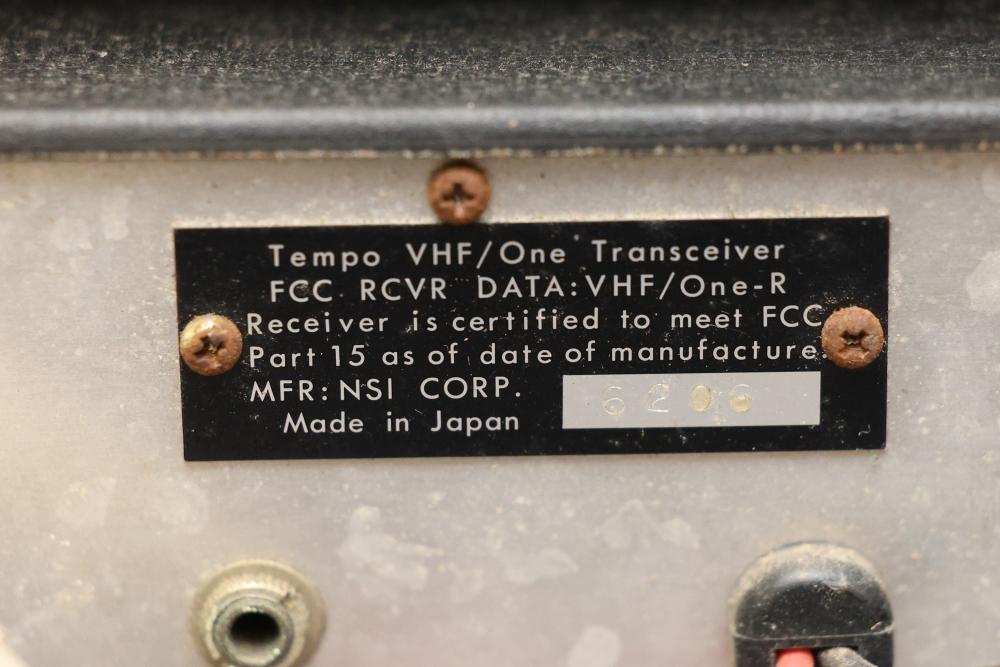 Tempo VHF/One Transceiver
FCC RCVR DATA: VHF/One-R
Receiver is certified to meet FCC
Part 15 as of date of manufacture.
MFR: NSI CORP.
6206
Made in Japan